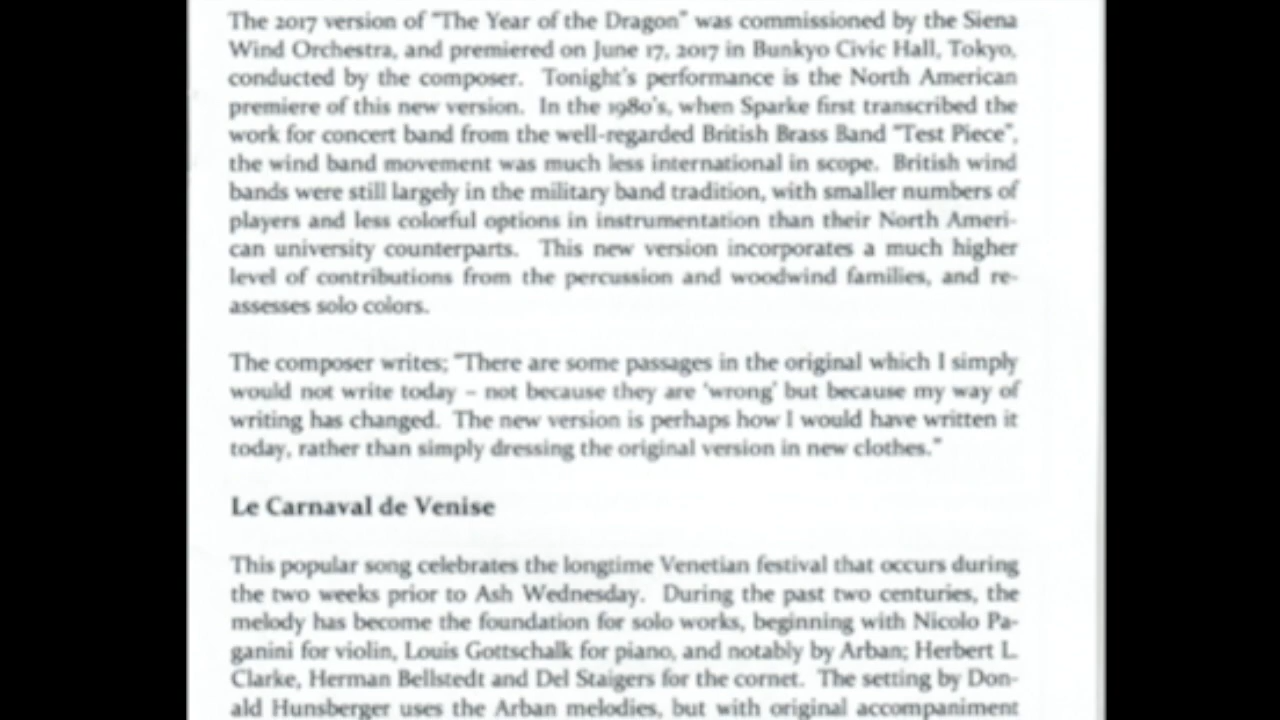 The 2017 version of "The Year of the Dragon" was commissioned by the Siena
Wind Orchestra, and premiered on June 17, 2017 in Bunkyo Civic Hall, Tokyo,
conducted by the composer. Tonight's performance is the North American
premiere of this new version. In the 1980's, when Sparke first transcribed the
work for concert band from the well-regarded British Brass Band "Test Piece",
the wind band movement was much less international in scope. British wind
bands were still largely in the military band tradition, with smaller numbers of
players and less colorful options in instrumentation than their North Ameri-
can university counterparts. This new version incorporates a much higher
level of contributions from the percussion and woodwind families, and re-
assesses solo colors.
The composer writes; "There are some passages in the original which I simply
would not write today – not because they are 'wrong' but because my way of
writing has changed. The new version is perhaps how I would have written it
today, rather than simply dressing the original version in new clothes."
Le Carnaval de Venise
This popular song celebrates the longtime Venetian festival that occurs during
the two weeks prior to Ash Wednesday. During the past two centuries, the
melody has become the foundation for solo works, beginning with Nicolo Pa-
ganini for violin, Louis Gottschalk for piano, and notably by Arban; Herbert L.
Clarke, Herman Bellstedt and Del Staigers for the cornet. The setting by Don-
ald Hunsberger uses the Arban melodies, but with original accompaniment